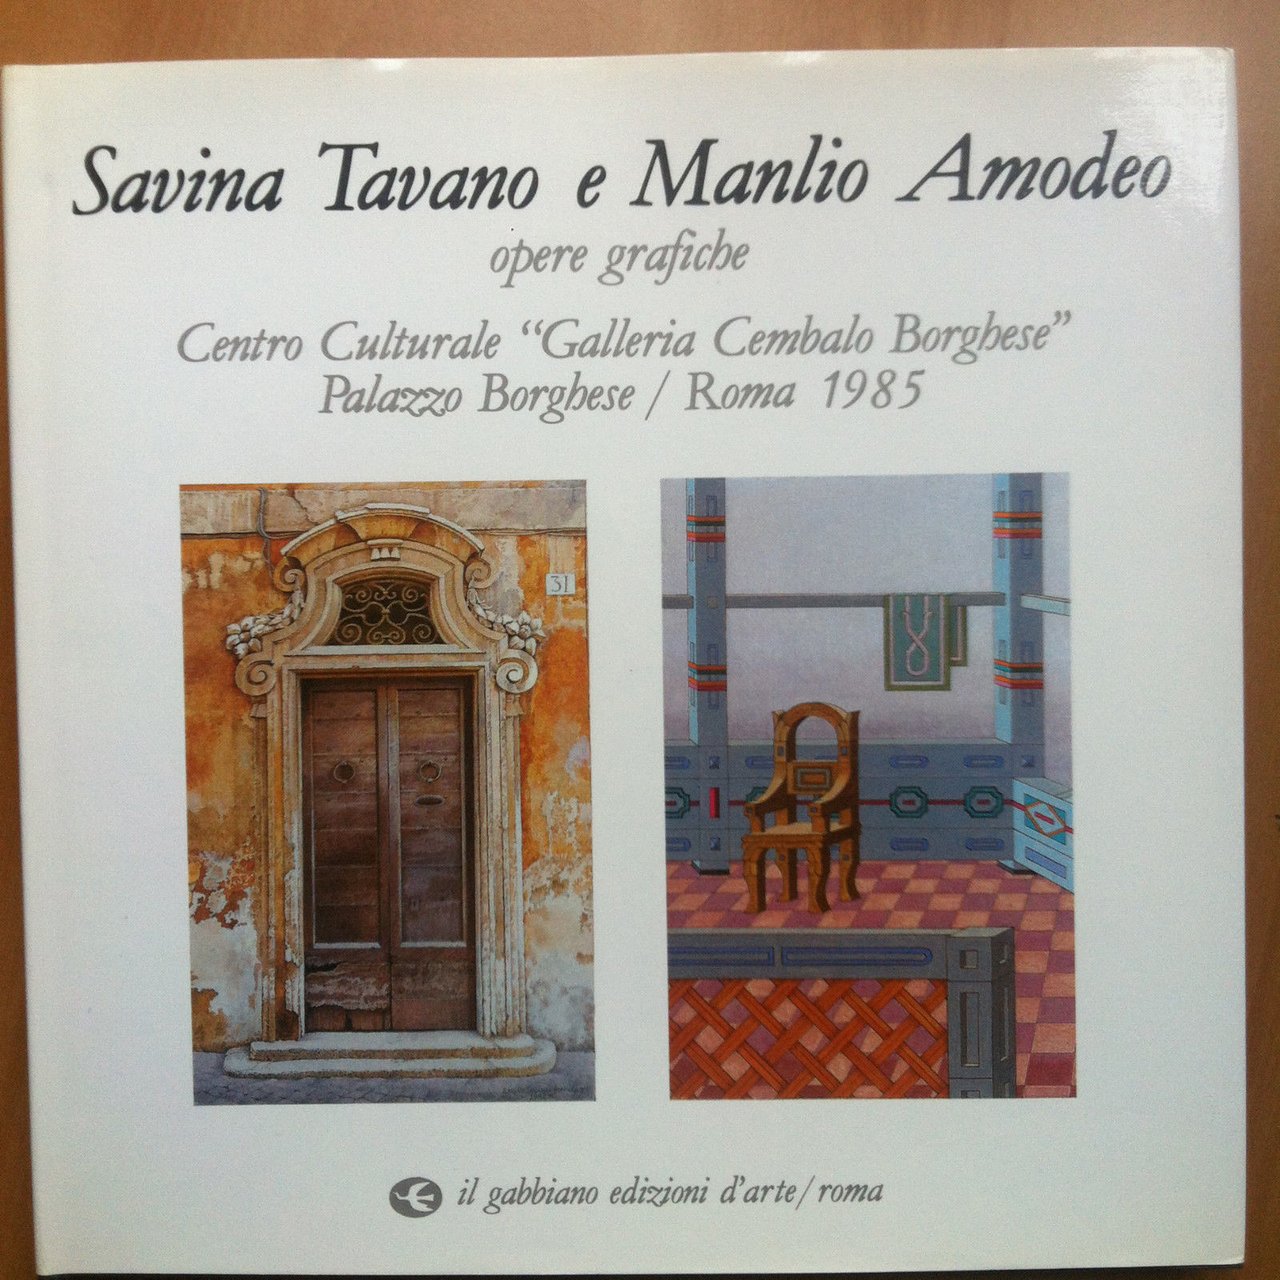 Savina Tavano e Manlio Amodeo
opere grafiche
Centro Culturale “Galleria Cembalo Borghese”
Palazzo Borghese / Roma 1985
31
il gabbiano edizioni d’arte/roma